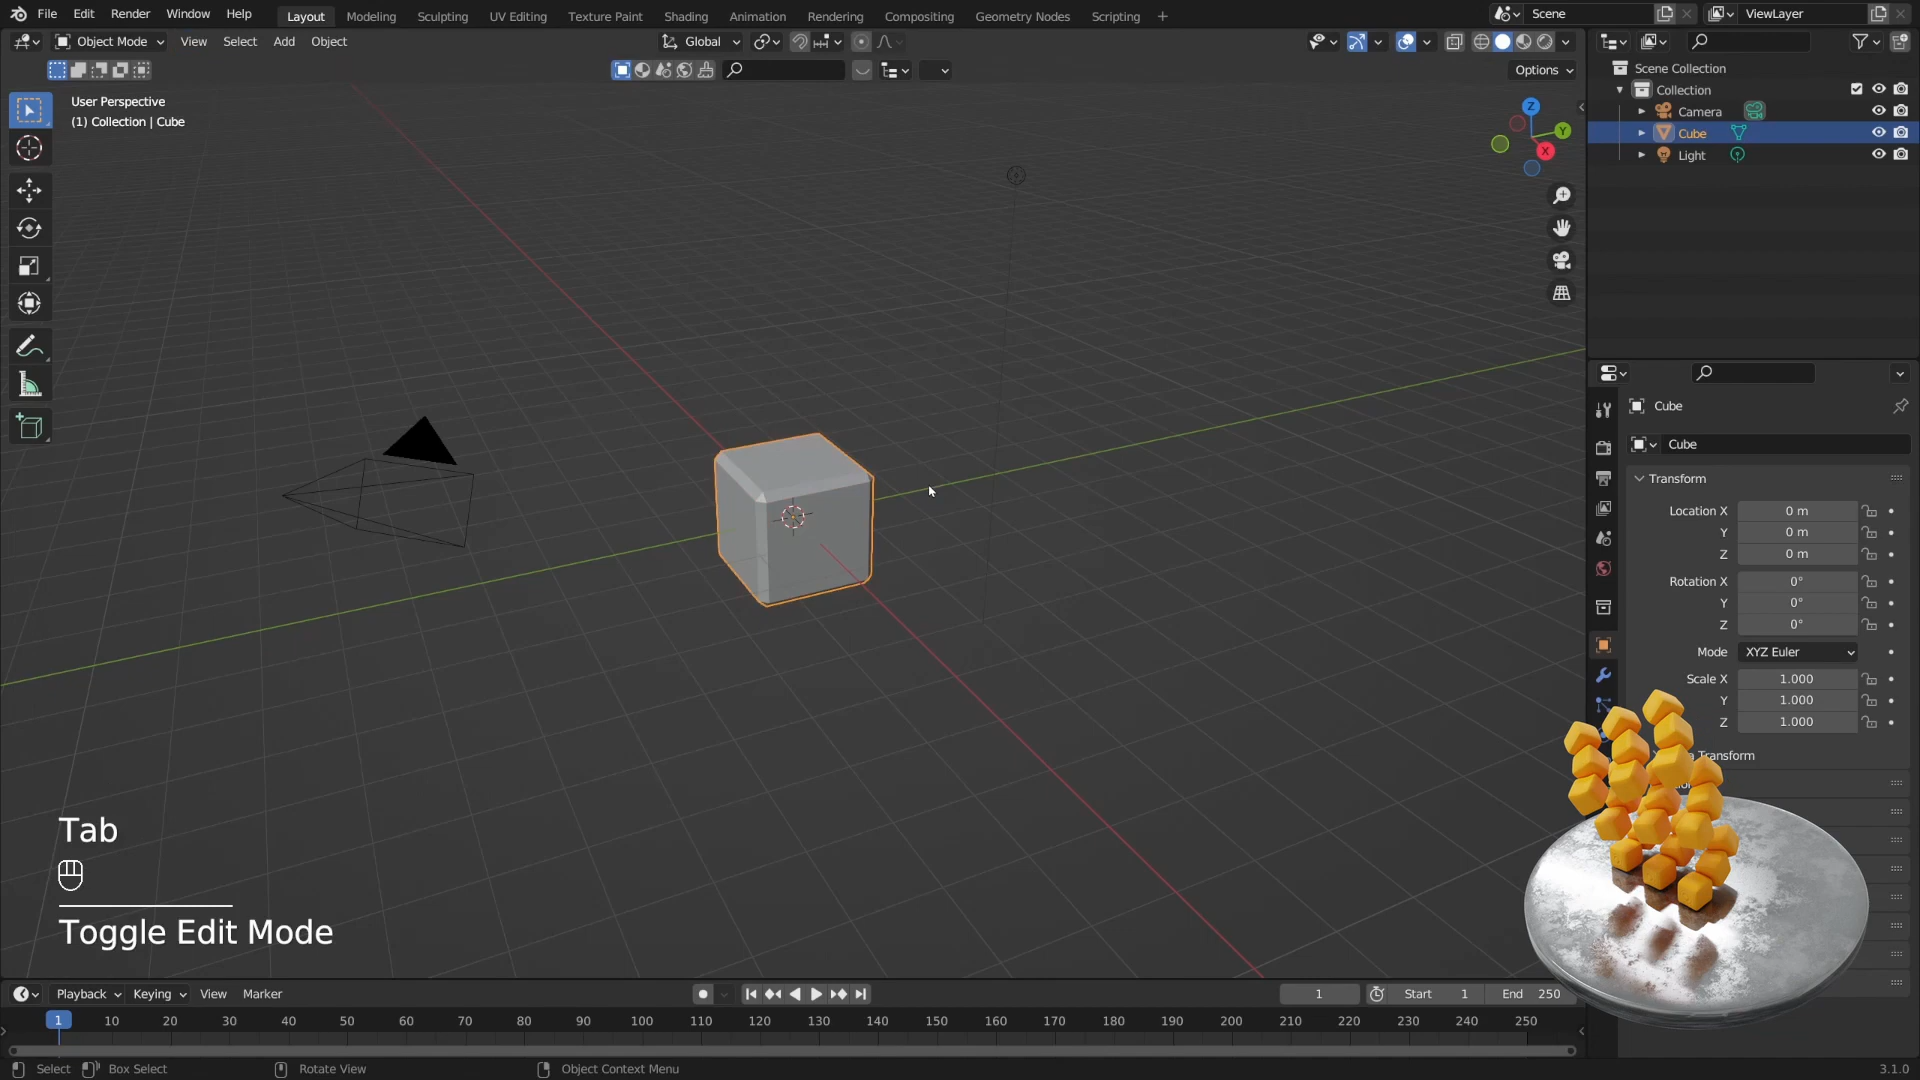 File Edit Render Window Help Layout Modeling Sculpting UV Editing Texture Paint Shading Animation Rendering Compositing Geometry Nodes Scripting Scene ViewLayer
Object Mode View Select Add Object Global
Options
User Perspective
(1) Collection | Cube
Z
Y
X
Scene Collection
Collection
Camera
Cube
Light
Cube
Cube
Transform
Location X 0 m
Y 0 m
Z 0 m
Rotation X 0°
Y 0°
Z 0°
Mode XYZ Euler
Scale X 1.000
Y 1.000
Z 1.000
Transform
Tab
Toggle Edit Mode
Playback Keying View Marker 1 Start 1 End 250
1 10 20 30 40 50 60 70 80 90 100 110 120 130 140 150 160 170 180 190 200 210 220 230 240 250
Select Box Select Rotate View Object Context Menu 3.1.0